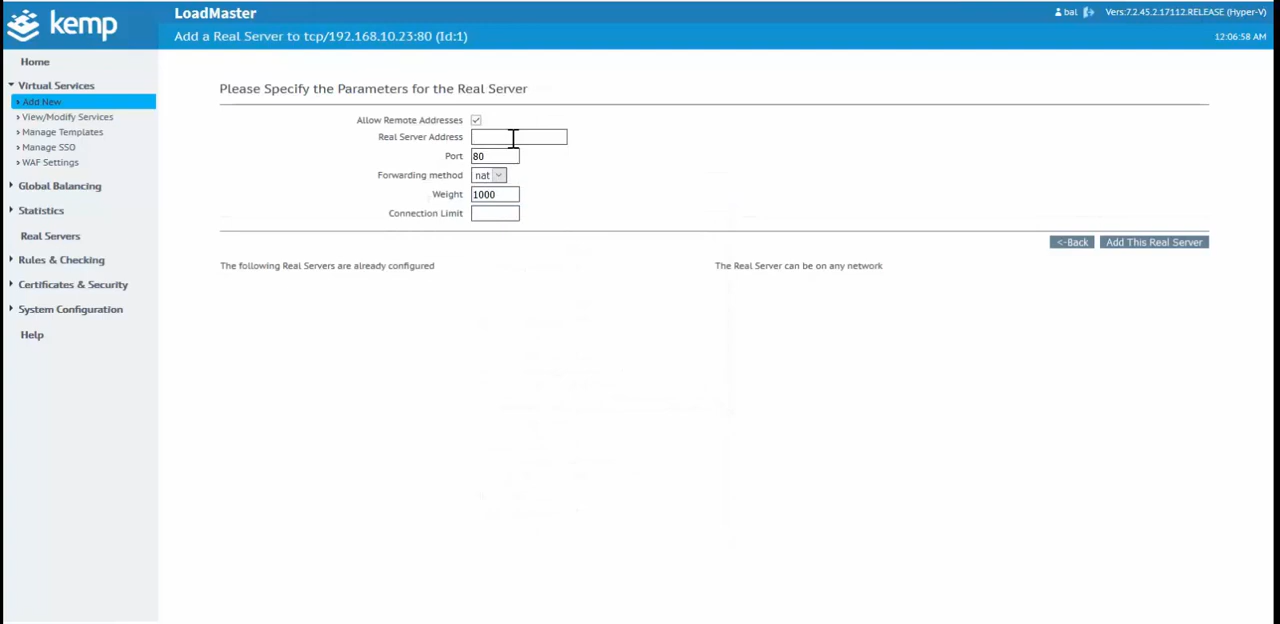 kemp
LoadMaster
bal
Vers:7.2.45.2.17112.RELEASE (Hyper-V)
Add a Real Server to tcp/192.168.10.23:80 (Id:1)
12:06:58 AM
Home
Virtual Services
› Add New
› View/Modify Services
› Manage Templates
› Manage SSO
› WAF Settings
Global Balancing
Statistics
Real Servers
Rules & Checking
Certificates & Security
System Configuration
Help
Please Specify the Parameters for the Real Server
Allow Remote Addresses
Real Server Address
Port 80
Forwarding method nat
Weight 1000
Connection Limit
<-Back
Add This Real Server
The following Real Servers are already configured
The Real Server can be on any network